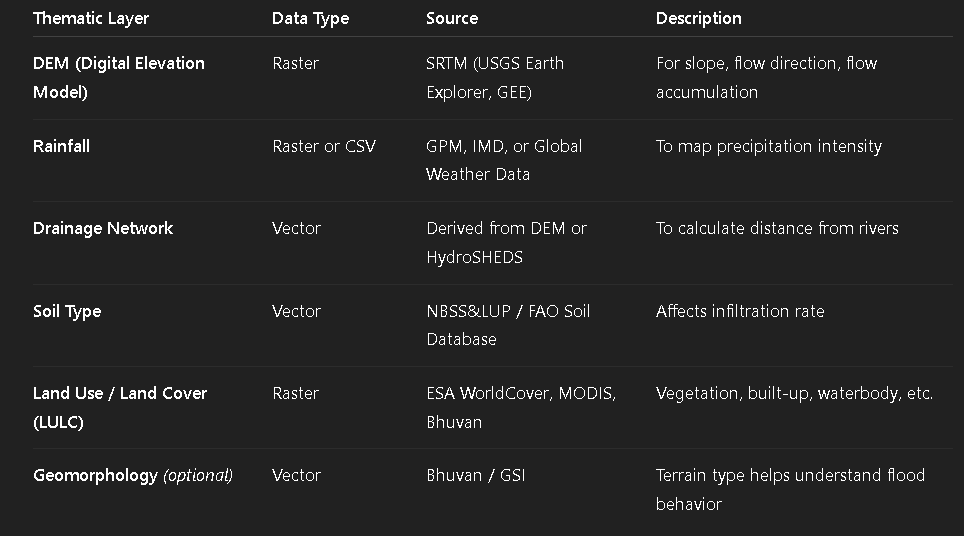 Thematic Layer Data Type Source Description
DEM (Digital Elevation Raster SRTM (USGS Earth For slope, flow direction, flow
Model) Explorer, GEE) accumulation
Rainfall Raster or CSV GPM, IMD, or Global To map precipitation intensity
Weather Data
Drainage Network Vector Derived from DEM or To calculate distance from rivers
HydroSHEDS
Soil Type Vector NBSS&LUP / FAO Soil Affects infiltration rate
Database
Land Use / Land Cover Raster ESA WorldCover, MODIS, Vegetation, built-up, waterbody, etc.
(LULC) Bhuvan
Geomorphology (optional) Vector Bhuvan / GSI Terrain type helps understand flood
behavior